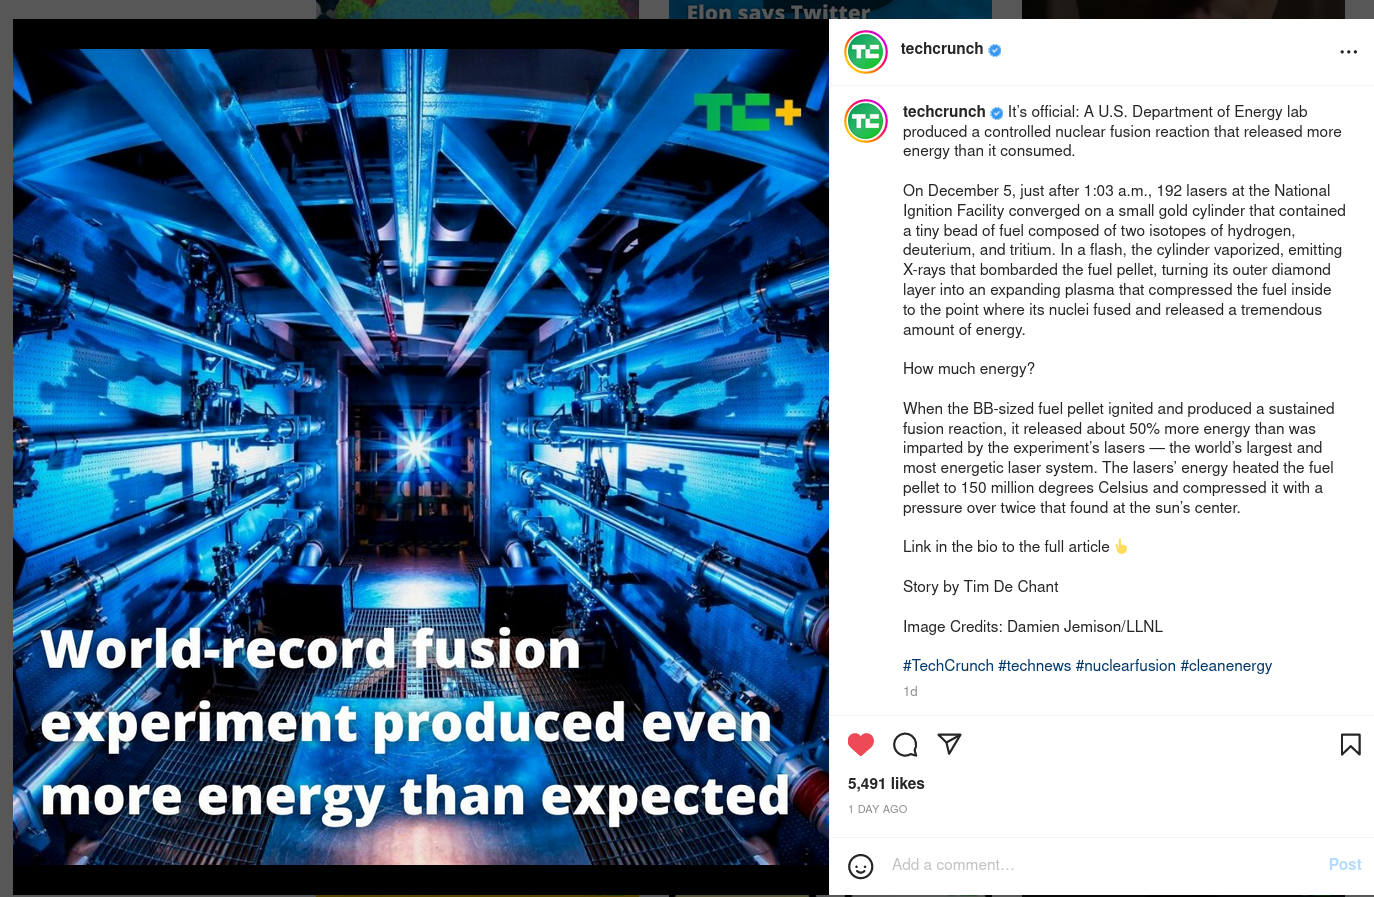 Elon says Twitter
TC+
World-record fusion
experiment produced even
more energy than expected
TC techcrunch
TC techcrunch It’s official: A U.S. Department of Energy lab
produced a controlled nuclear fusion reaction that released more
energy than it consumed.
On December 5, just after 1:03 a.m., 192 lasers at the National
Ignition Facility converged on a small gold cylinder that contained
a tiny bead of fuel composed of two isotopes of hydrogen,
deuterium, and tritium. In a flash, the cylinder vaporized, emitting
X-rays that bombarded the fuel pellet, turning its outer diamond
layer into an expanding plasma that compressed the fuel inside
to the point where its nuclei fused and released a tremendous
amount of energy.
How much energy?
When the BB-sized fuel pellet ignited and produced a sustained
fusion reaction, it released about 50% more energy than was
imparted by the experiment’s lasers — the world’s largest and
most energetic laser system. The lasers’ energy heated the fuel
pellet to 150 million degrees Celsius and compressed it with a
pressure over twice that found at the sun’s center.
Link in the bio to the full article 👆
Story by Tim De Chant
Image Credits: Damien Jemison/LLNL
#TechCrunch #technews #nuclearfusion #cleanenergy
1d
5,491 likes
1 DAY AGO
Add a comment…
Post